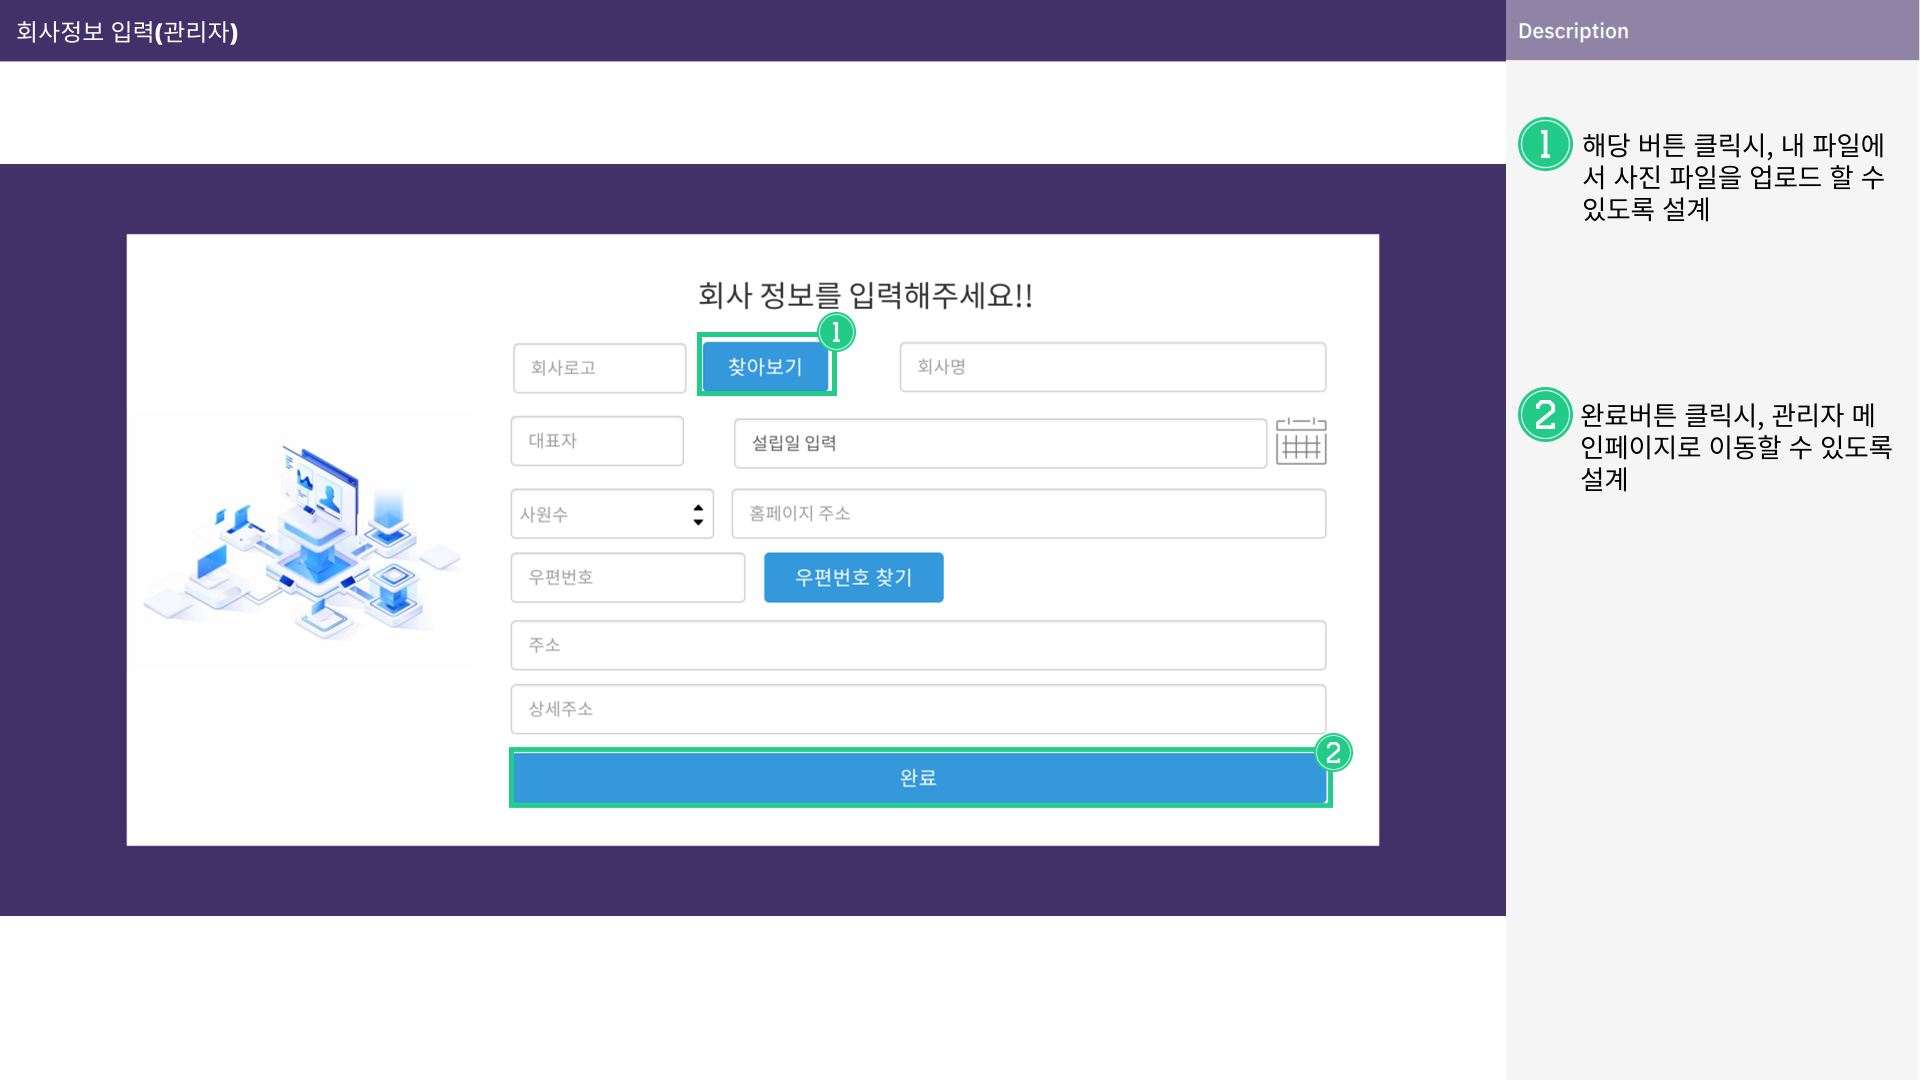 회사정보 입력(관리자)
Description
회사 정보를 입력해주세요!!
1
회사로고
찾아보기
회사명
대표자
설립일 입력
사원수
홈페이지 주소
우편번호
우편번호 찾기
주소
상세주소
2
완료
1
해당 버튼 클릭시, 내 파일에
서 사진 파일을 업로드 할 수
있도록 설계
2
완료버튼 클릭시, 관리자 메
인페이지로 이동할 수 있도록
설계